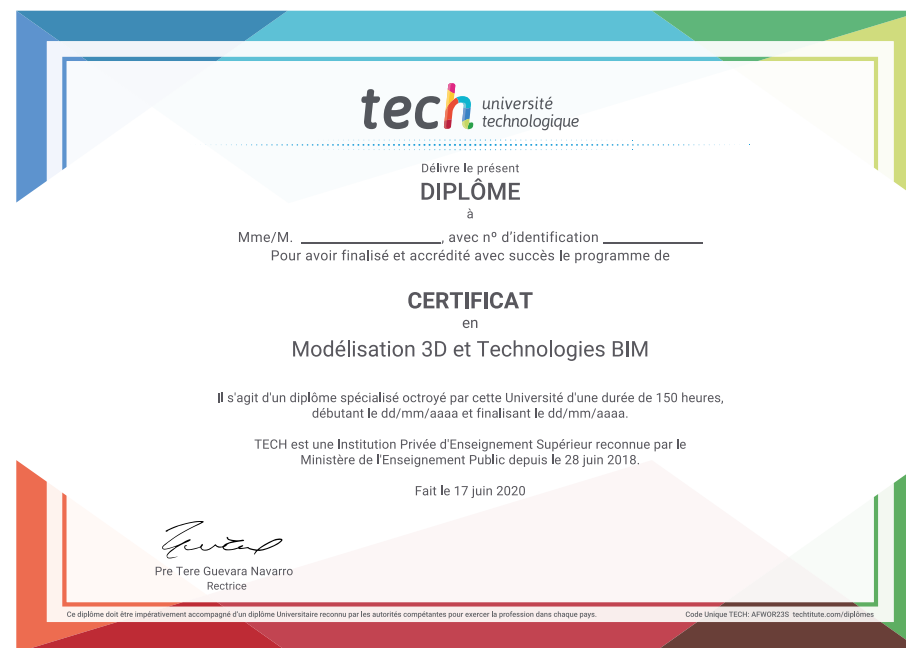 tech université
technologique
Délivre le présent
DIPLÔME
à
Mme/M. ____________________, avec nº d'identification ______________
Pour avoir finalisé et accrédité avec succès le programme de
CERTIFICAT
en
Modélisation 3D et Technologies BIM
Il s'agit d'un diplôme spécialisé octroyé par cette Université d'une durée de 150 heures,
débutant le dd/mm/aaaa et finalisant le dd/mm/aaaa.
TECH est une Institution Privée d'Enseignement Supérieur reconnue par le
Ministère de l'Enseignement Public depuis le 28 juin 2018.
Fait le 17 juin 2020
Pre Tere Guevara Navarro
Rectrice
Ce diplôme doit être impérativement accompagné d'un diplôme Universitaire reconnu par les autorités compétantes pour exercer la profession dans chaque pays.
Code Unique TECH: AFWOR23S techtitute.com/diplômes